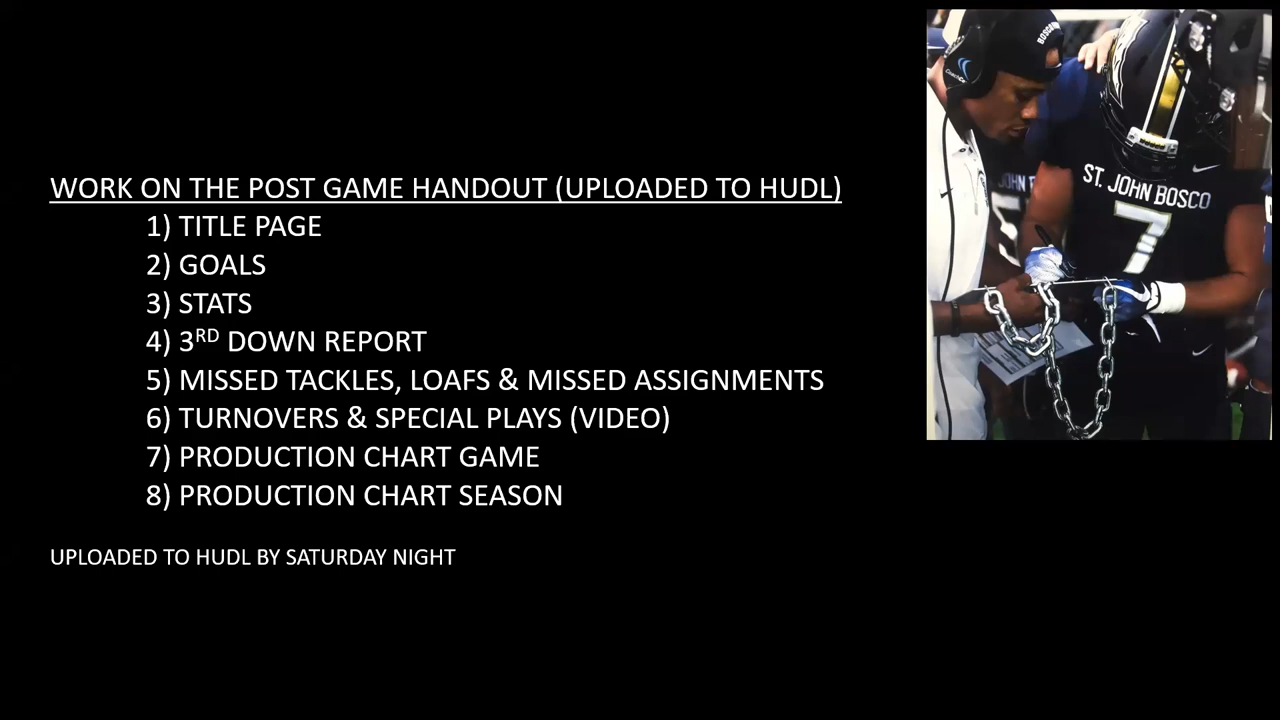 WORK ON THE POST GAME HANDOUT (UPLOADED TO HUDL)
1) TITLE PAGE
2) GOALS
3) STATS
4) 3RD DOWN REPORT
5) MISSED TACKLES, LOAFS & MISSED ASSIGNMENTS
6) TURNOVERS & SPECIAL PLAYS (VIDEO)
7) PRODUCTION CHART GAME
8) PRODUCTION CHART SEASON
UPLOADED TO HUDL BY SATURDAY NIGHT
ST. JOHN BOSCO
7